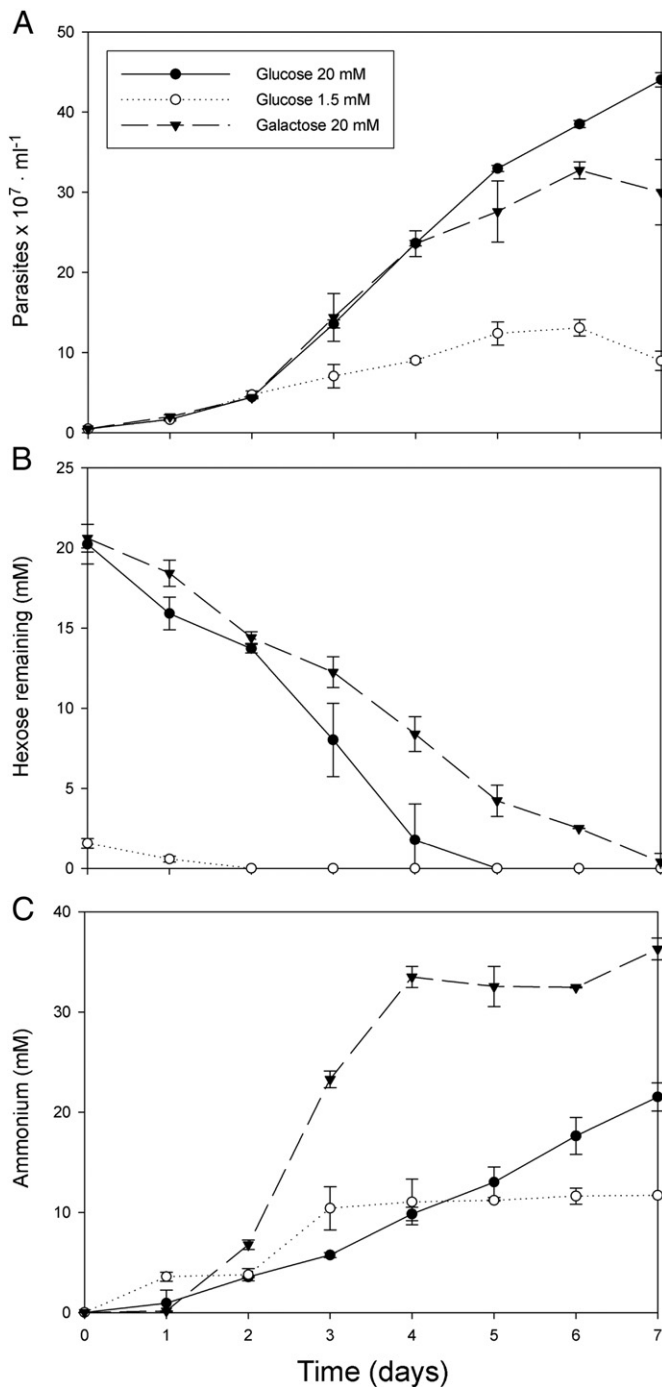 A
50
40
30
20
10
0
Parasites x 10⁷ · ml⁻¹
Glucose 20 mM
Glucose 1.5 mM
Galactose 20 mM
B
25
20
15
10
5
0
Hexose remaining (mM)
C
40
30
20
10
0
Ammonium (mM)
0 1 2 3 4 5 6 7
Time (days)